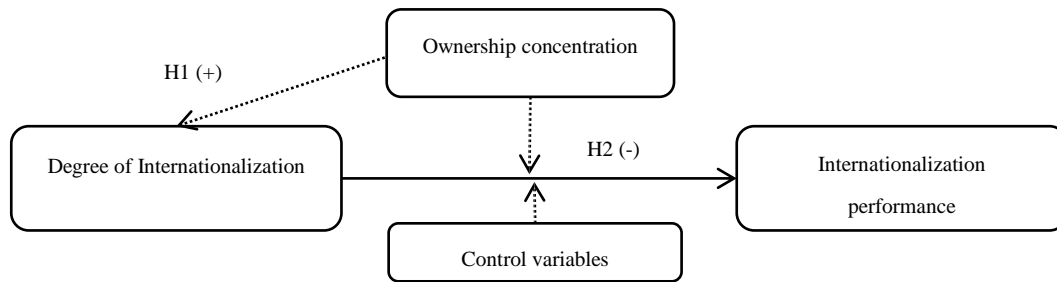 Ownership concentration
H1 (+)
H2 (-)
Degree of Internationalization
Internationalization
performance
Control variables